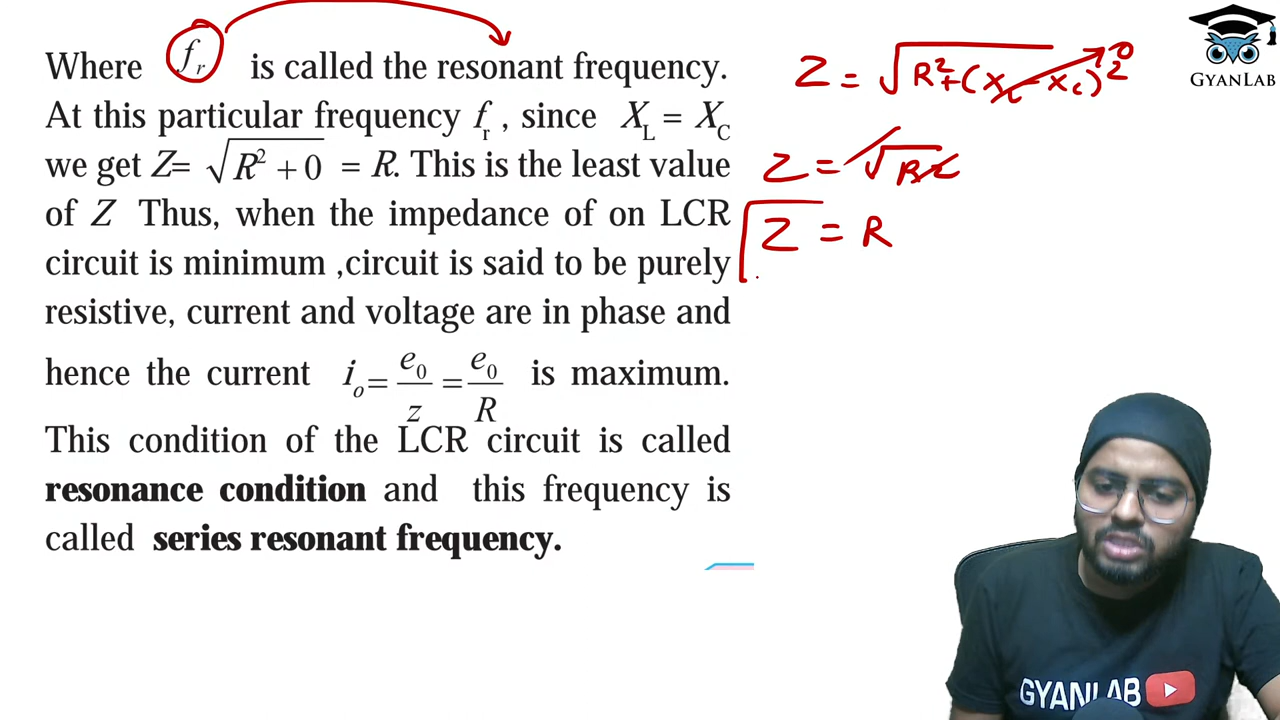 Where f_r is called the resonant frequency.
At this particular frequency f_r, since X_L = X_C
we get Z= √R² + 0 = R. This is the least value
of Z Thus, when the impedance of on LCR
circuit is minimum ,circuit is said to be purely
resistive, current and voltage are in phase and
hence the current i_o = e_0/z = e_0/R is maximum.
This condition of the LCR circuit is called
resonance condition and this frequency is
called series resonant frequency.
Z = √R² + (X_L - X_C)² 0
Z = √R²
Z = R
GYANLAB
GYANLAB